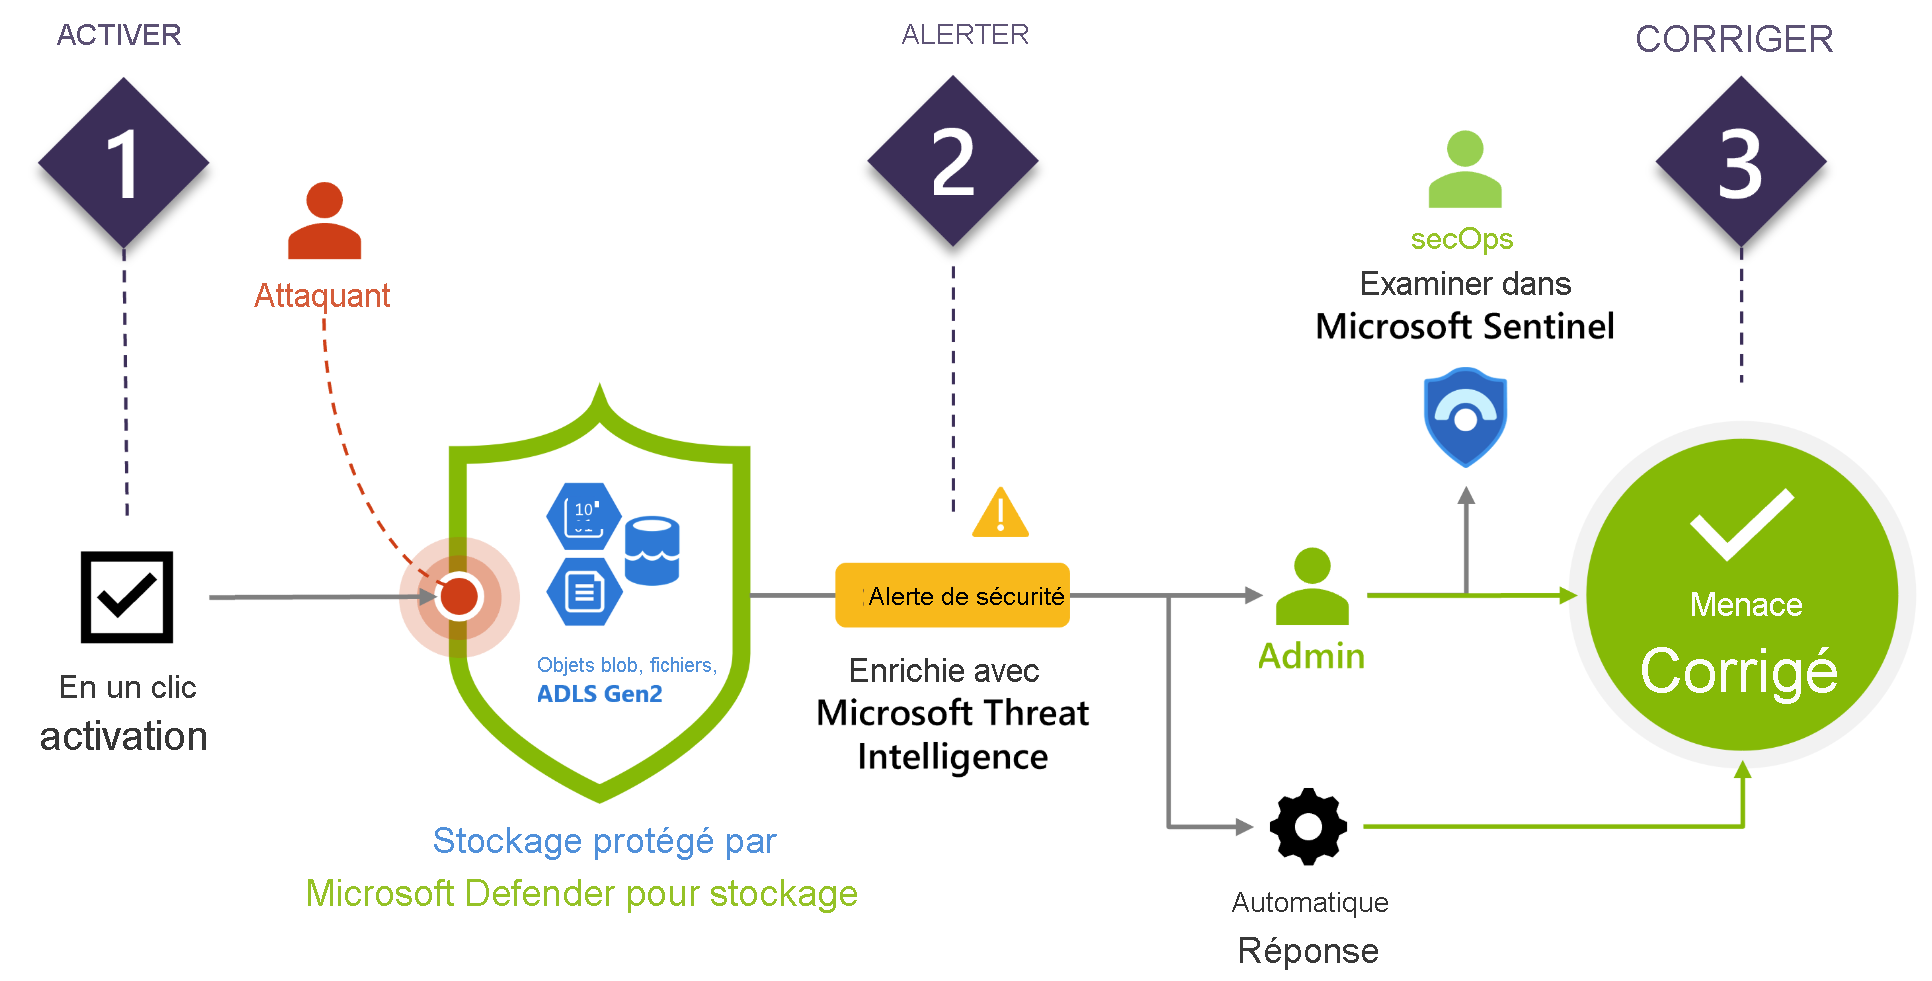 ACTIVER
ALERTER
CORRIGER
1
2
3
Attaquant
secOps
Examiner dans
Microsoft Sentinel
10
Objets blob, fichiers,
ADLS Gen2
En un clic
activation
Alerte de sécurité
Enrichie avec
Microsoft Threat
Intelligence
Admin
Menace
Corrigé
Stockage protégé par
Microsoft Defender pour stockage
Automatique
Réponse